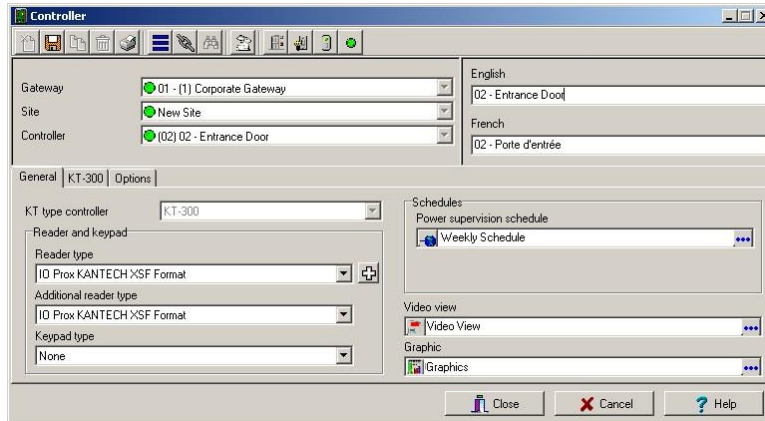 Controller
Gateway
01 - (1) Corporate Gateway
Site
New Site
Controller
(02) 02 - Entrance Door
English
02 - Entrance Door
French
02 - Porte d'entrée
General
KT-300
Options
KT type controller
KT-300
Reader and keypad
Reader type
IO Prox KANTECH XSF Format
Additional reader type
IO Prox KANTECH XSF Format
Keypad type
None
Schedules
Power supervision schedule
Weekly Schedule
Video view
Video View
Graphic
Graphics
Close
Cancel
Help